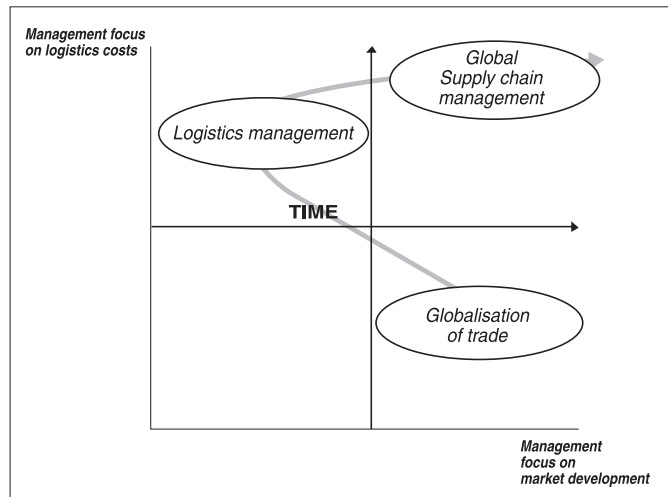 Management focus
on logistics costs
Global
Supply chain
management
Logistics management
TIME
Globalisation
of trade
Management
focus on
market development